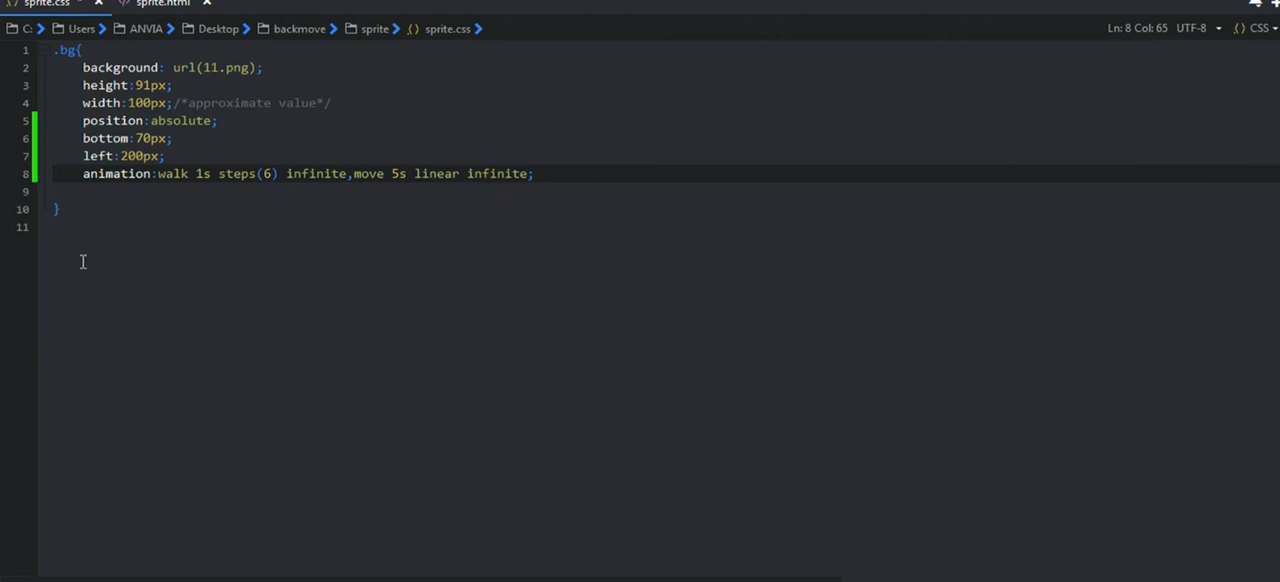 sprite.css * × sprite.html ×
C: Users ANVIA Desktop backmove sprite sprite.css Ln: 8 Col: 65 UTF-8 CSS
1 .bg{
2 background: url(11.png);
3 height:91px;
4 width:100px;/*approximate value*/
5 position:absolute;
6 bottom:70px;
7 left:200px;
8 animation:walk 1s steps(6) infinite,move 5s linear infinite;
9
10 }
11